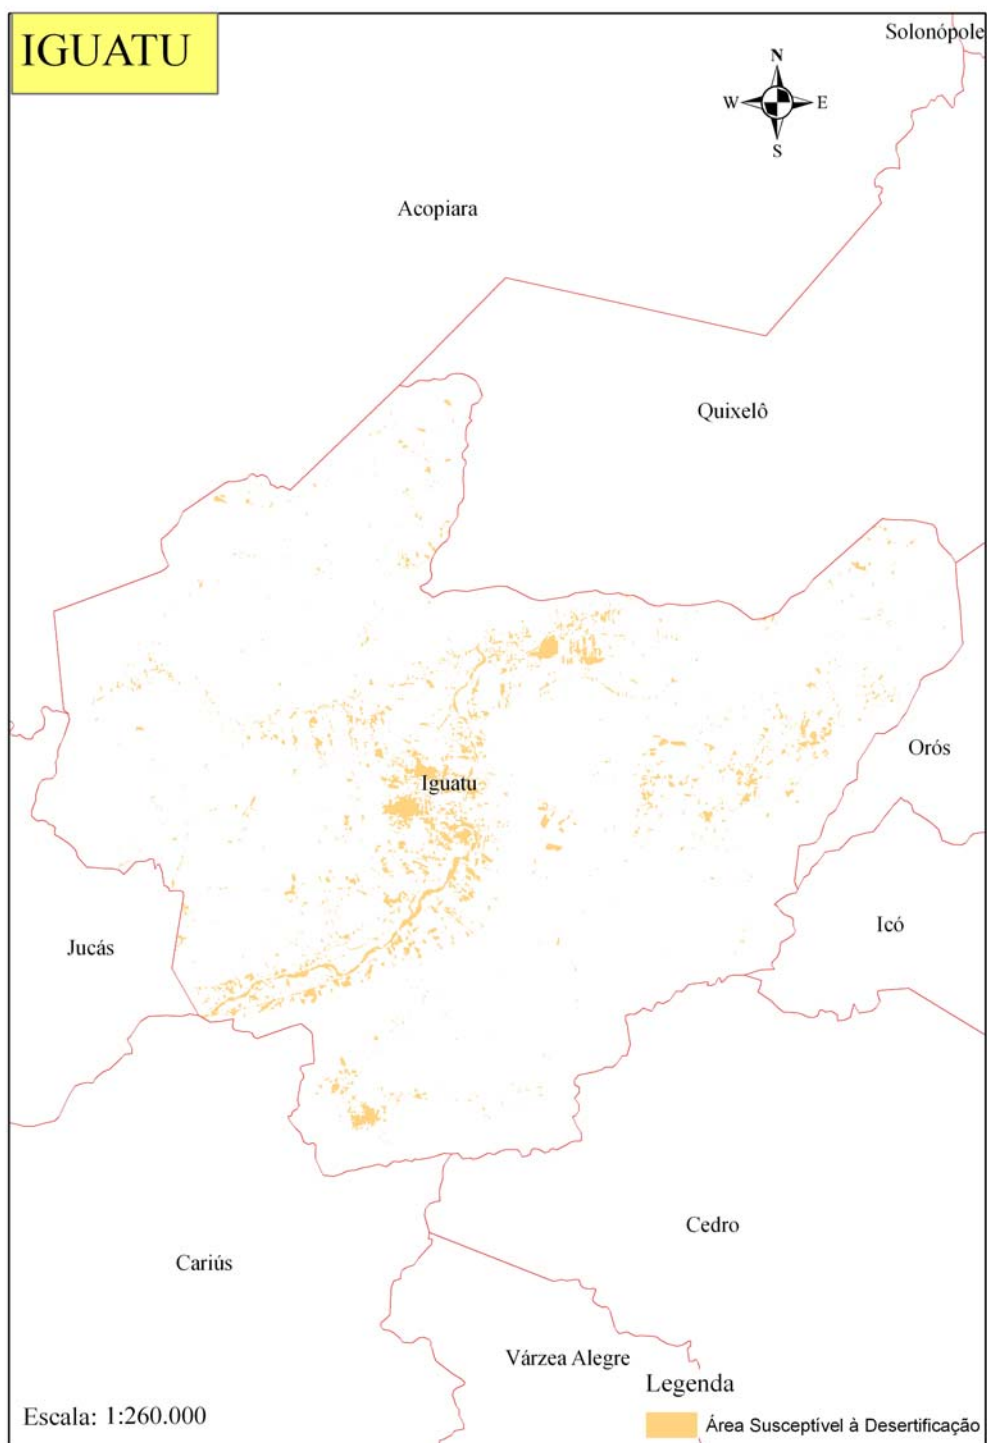 IGUATU
Solonópole
N
W E
S
Acopiara
Quixelô
Orós
Iguatu
Icó
Jucás
Cedro
Cariús
Várzea Alegre
Legenda
Escala: 1:260.000
Área Susceptível à Desertificação